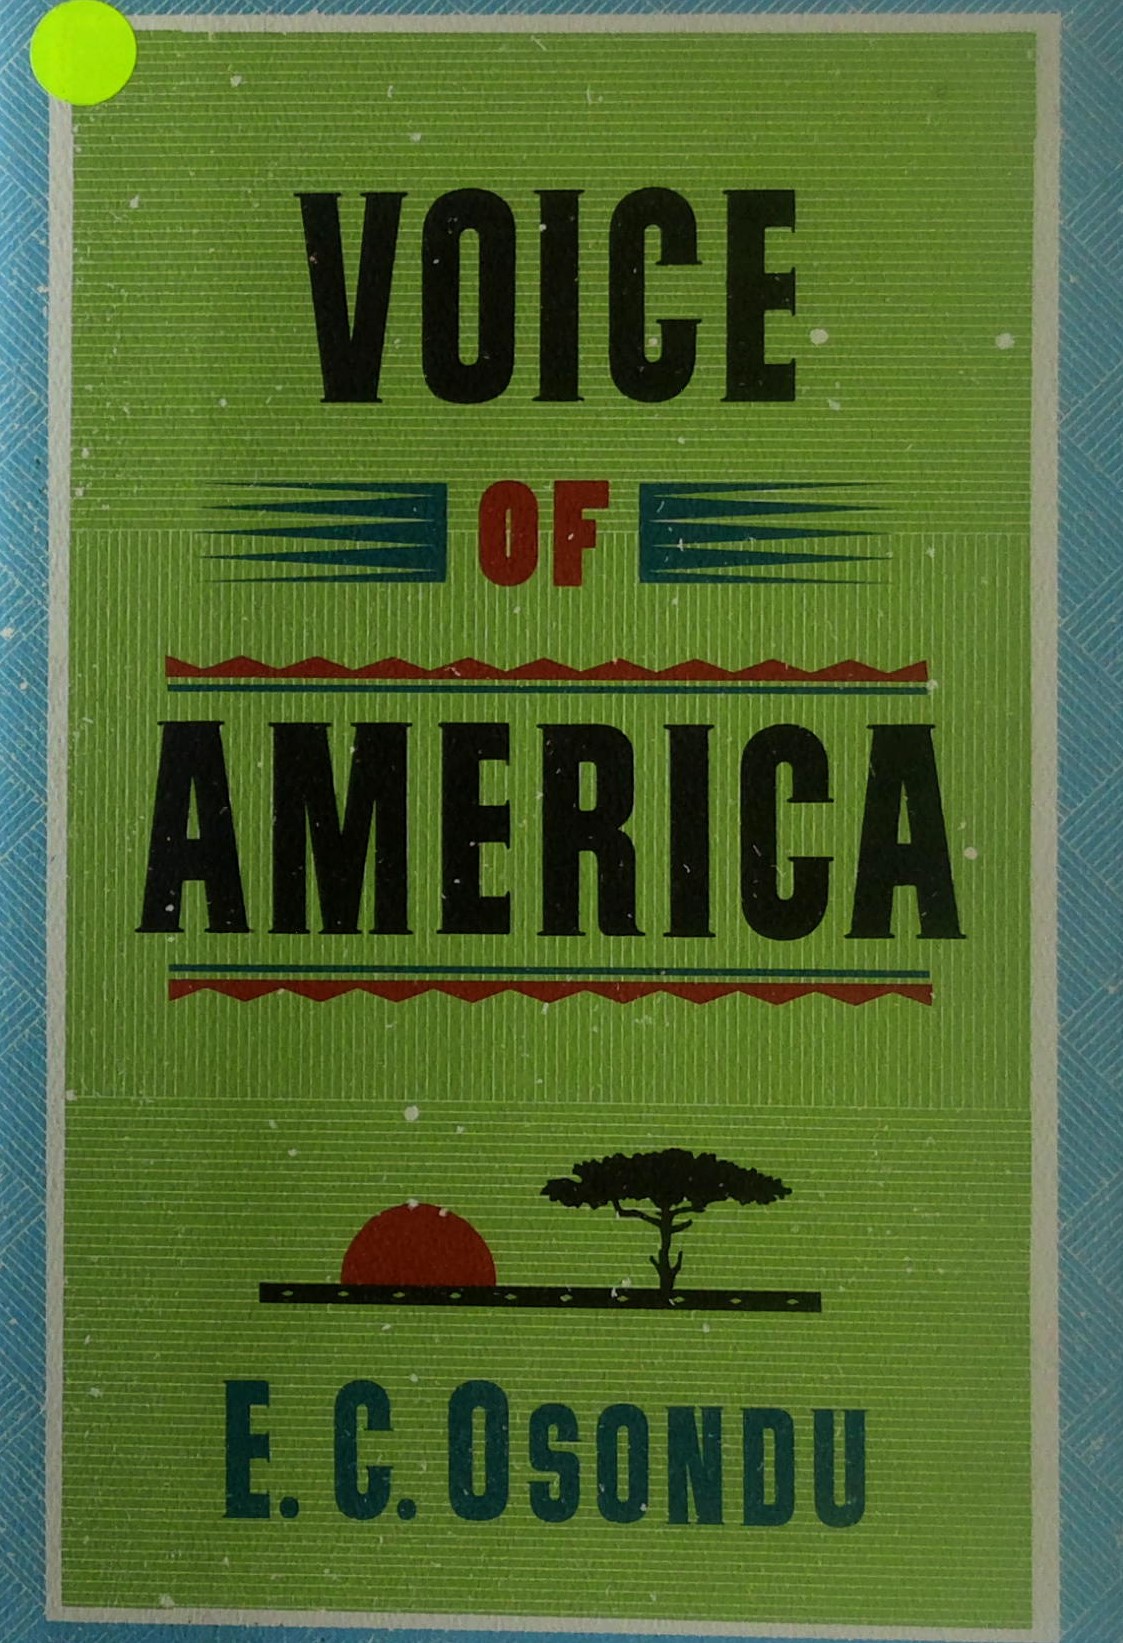 VOICE
OF
AMERICA
E. C. OSONDU